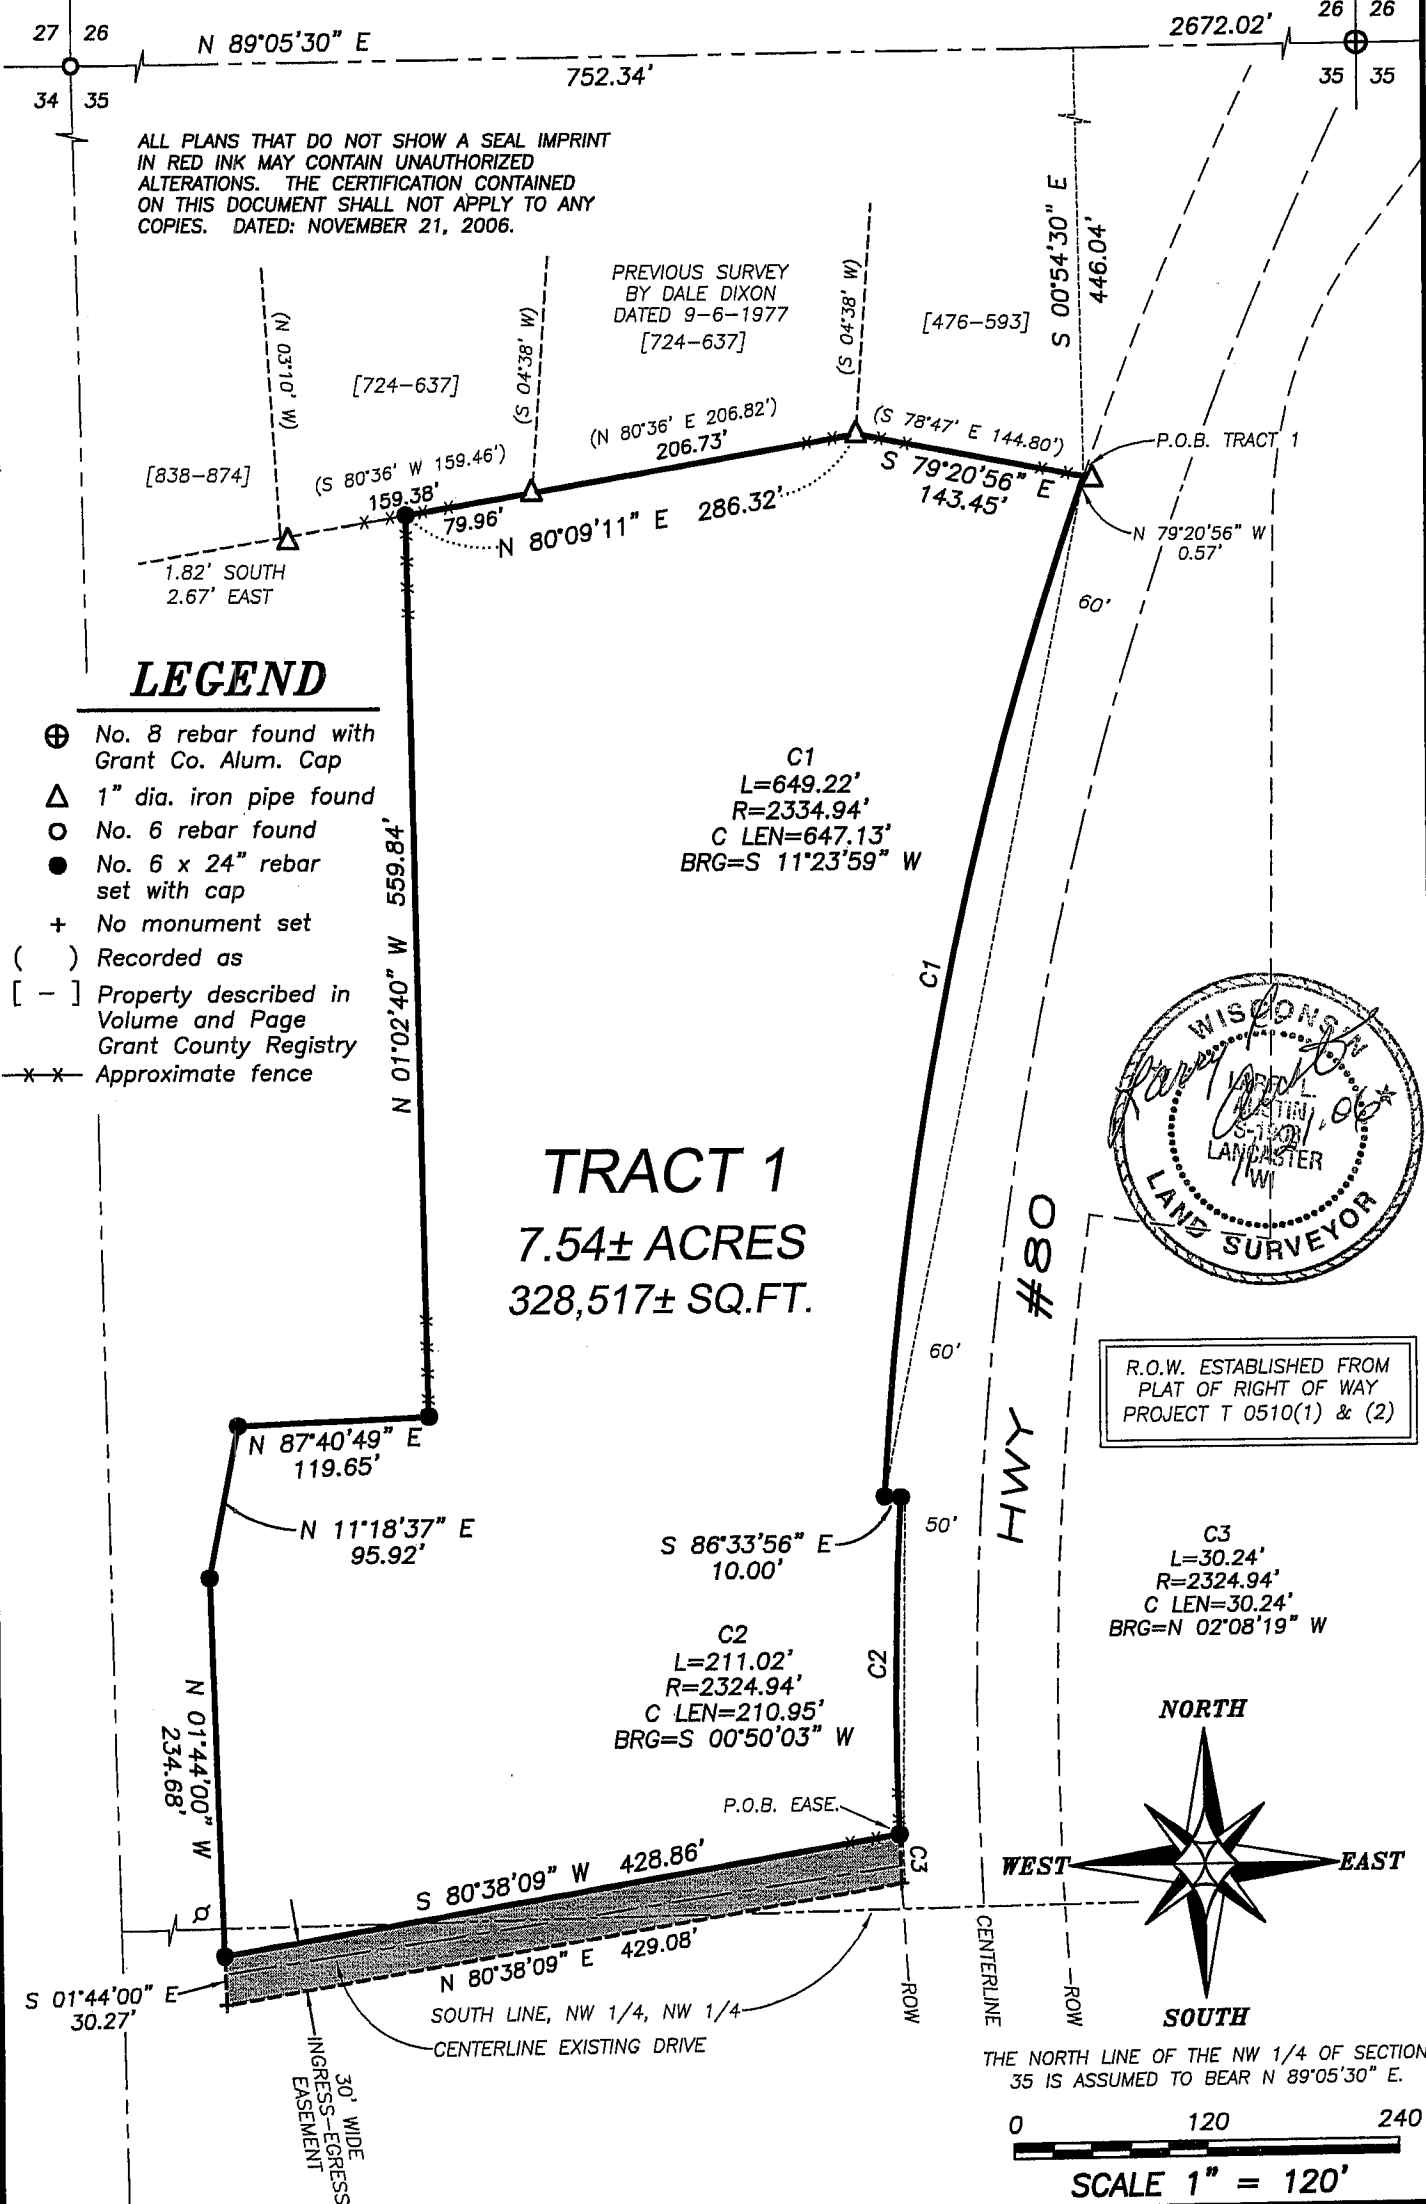 27 26
34 35
N 89°05'30" E
752.34'
2672.02'
26 26
35 35
ALL PLANS THAT DO NOT SHOW A SEAL IMPRINT
IN RED INK MAY CONTAIN UNAUTHORIZED
ALTERATIONS. THE CERTIFICATION CONTAINED
ON THIS DOCUMENT SHALL NOT APPLY TO ANY
COPIES. DATED: NOVEMBER 21, 2006.
S 00°54'30" E
446.04'
(N 03°10' W)
[724-637]
(S 04°38' W)
PREVIOUS SURVEY
BY DALE DIXON
DATED 9-6-1977
[724-637]
(S 04°38' W)
[476-593]
[838-874]
(S 80°36' W 159.46')
159.38'
79.96'
(N 80°36' E 206.82')
206.73'
N 80°09'11" E 286.32'
(S 78°47' E 144.80')
S 79°20'56" E
143.45'
P.O.B. TRACT 1
N 79°20'56" W
0.57'
1.82' SOUTH
2.67' EAST
60'
LEGEND
No. 8 rebar found with
Grant Co. Alum. Cap
1" dia. iron pipe found
No. 6 rebar found
No. 6 x 24" rebar
set with cap
+ No monument set
( ) Recorded as
[ - ] Property described in
Volume and Page
Grant County Registry
-x-x- Approximate fence
N 01°02'40" W 559.84'
C1
L=649.22'
R=2334.94'
C LEN=647.13'
BRG=S 11°23'59" W
C1
WISCONSIN
LARRY L.
AUSTIN
LANCASTER
WI
LAND SURVEYOR
TRACT 1
7.54± ACRES
328,517± SQ.FT.
HWY #80
60'
R.O.W. ESTABLISHED FROM
PLAT OF RIGHT OF WAY
PROJECT T 0510(1) & (2)
N 87°40'49" E
119.65'
N 11°18'37" E
95.92'
S 86°33'56" E
10.00'
50'
C3
L=30.24'
R=2324.94'
C LEN=30.24'
BRG=N 02°08'19" W
C2
L=211.02'
R=2324.94'
C LEN=210.95'
BRG=S 00°50'03" W
C2
N 01°44'00" W
234.68'
P.O.B. EASE.
C3
S 80°38'09" W 428.86'
N 80°38'09" E 429.08'
S 01°44'00" E
30.27'
SOUTH LINE, NW 1/4, NW 1/4
CENTERLINE EXISTING DRIVE
30' WIDE
INGRESS-EGRESS
EASEMENT
ROW
CENTERLINE
ROW
NORTH
WEST
EAST
SOUTH
THE NORTH LINE OF THE NW 1/4 OF SECTION
35 IS ASSUMED TO BEAR N 89°05'30" E.
0 120 240
SCALE 1" = 120'